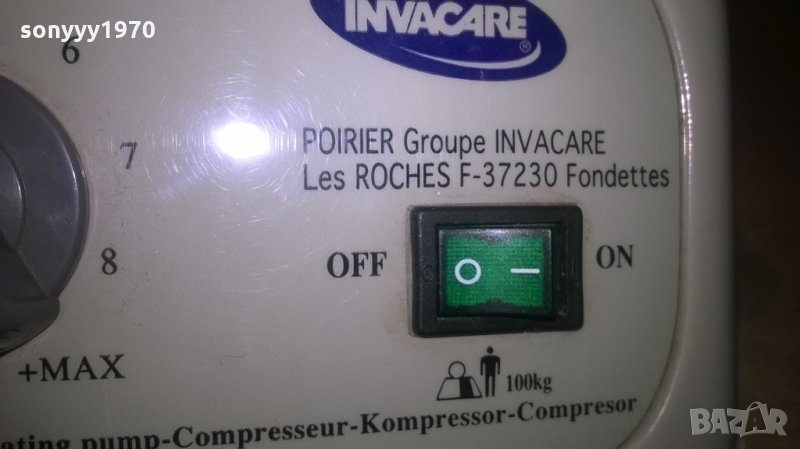 sonyyy1970
INVACARE
®
6
7
8
+MAX
POIRIER Groupe INVACARE
Les ROCHES F-37230 Fondettes
OFF
ON
100kg
pump-Compresseur-Kompressor-Compresor
BAZAR